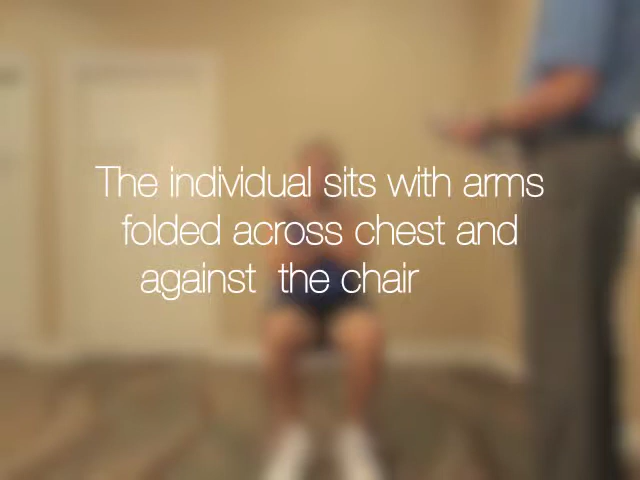 The individual sits with arms
folded across chest and
against  the chair